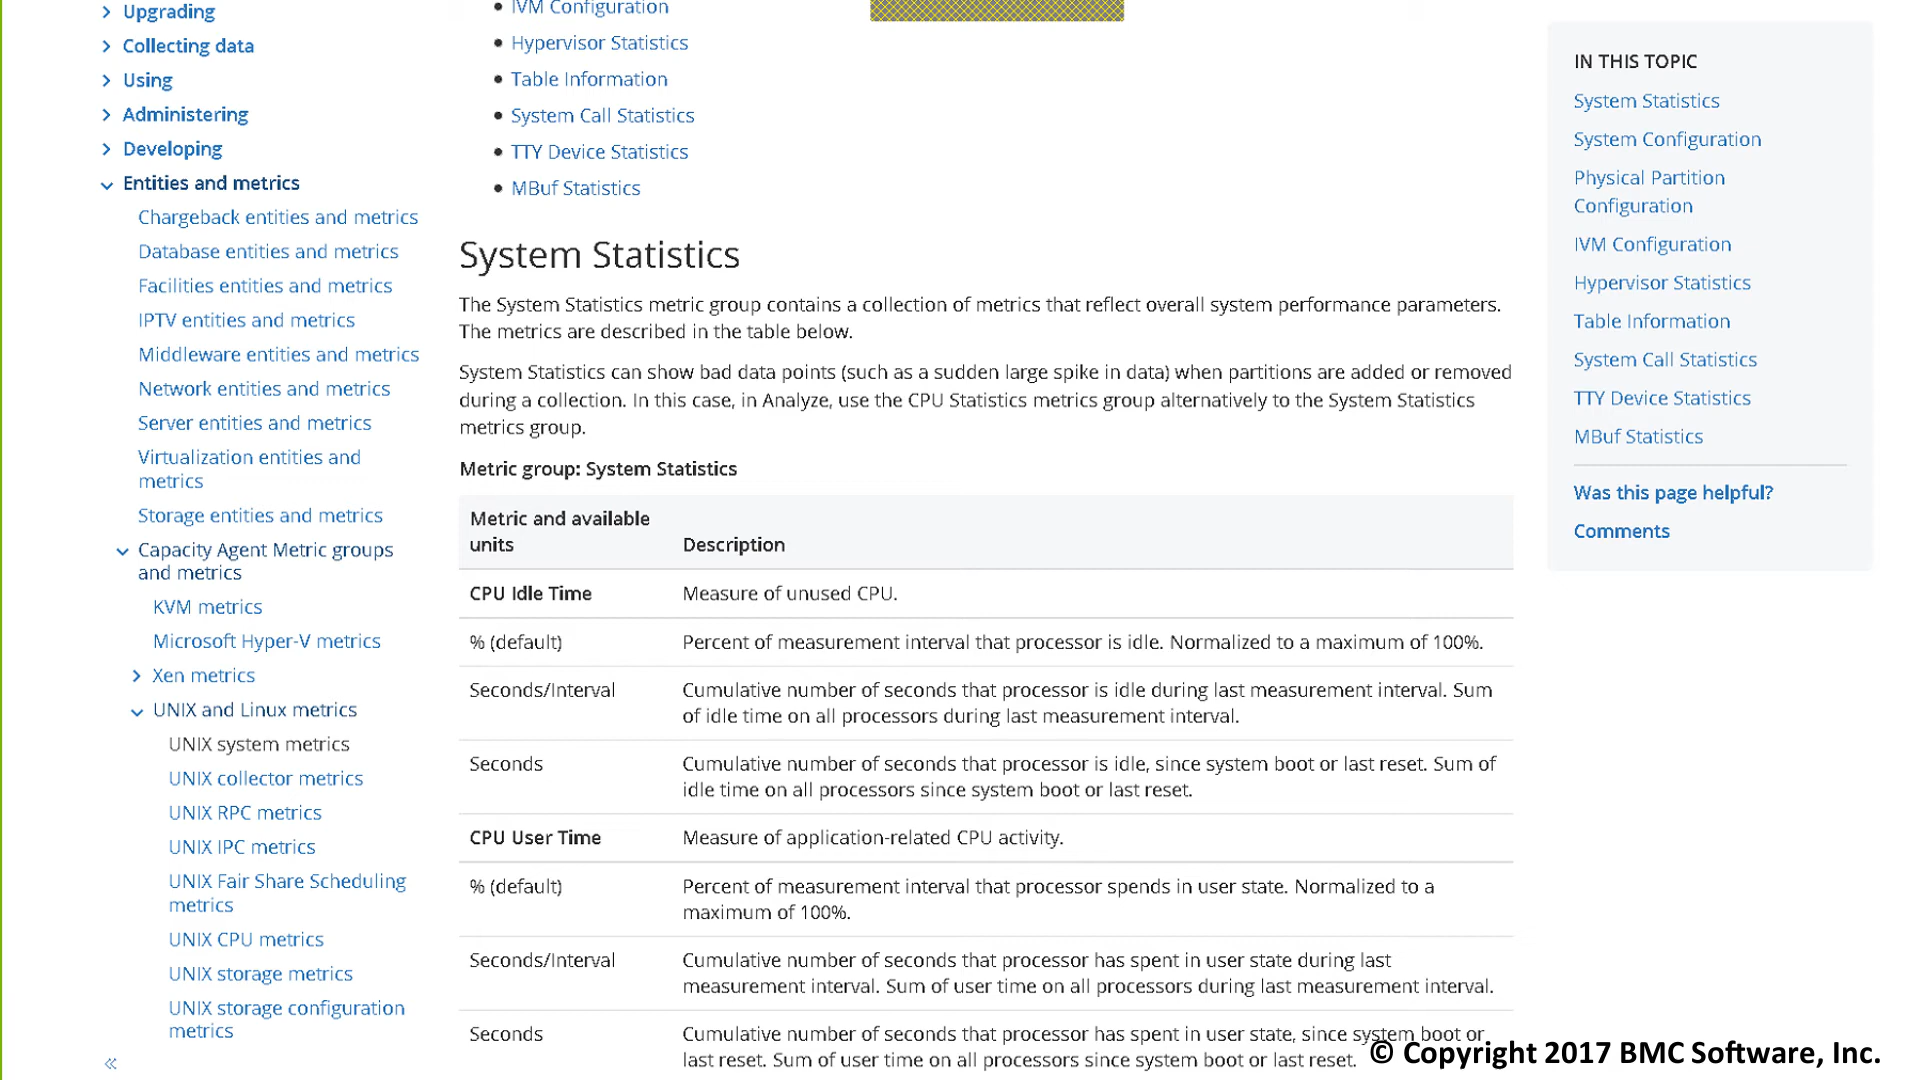 Upgrading
Collecting data
Using
Administering
Developing
Entities and metrics
Chargeback entities and metrics
Database entities and metrics
Facilities entities and metrics
IPTV entities and metrics
Middleware entities and metrics
Network entities and metrics
Server entities and metrics
Virtualization entities and
metrics
Storage entities and metrics
Capacity Agent Metric groups
and metrics
KVM metrics
Microsoft Hyper-V metrics
Xen metrics
UNIX and Linux metrics
UNIX system metrics
UNIX collector metrics
UNIX RPC metrics
UNIX IPC metrics
UNIX Fair Share Scheduling
metrics
UNIX CPU metrics
UNIX storage metrics
UNIX storage configuration
metrics
«
• IVM Configuration
• Hypervisor Statistics
• Table Information
• System Call Statistics
• TTY Device Statistics
• MBuf Statistics
System Statistics
The System Statistics metric group contains a collection of metrics that reflect overall system performance parameters.
The metrics are described in the table below.
System Statistics can show bad data points (such as a sudden large spike in data) when partitions are added or removed
during a collection. In this case, in Analyze, use the CPU Statistics metrics group alternatively to the System Statistics
metrics group.
Metric group: System Statistics
Metric and available
units
Description
CPU Idle Time
Measure of unused CPU.
% (default)
Percent of measurement interval that processor is idle. Normalized to a maximum of 100%.
Seconds/Interval
Cumulative number of seconds that processor is idle during last measurement interval. Sum
of idle time on all processors during last measurement interval.
Seconds
Cumulative number of seconds that processor is idle, since system boot or last reset. Sum of
idle time on all processors since system boot or last reset.
CPU User Time
Measure of application-related CPU activity.
% (default)
Percent of measurement interval that processor spends in user state. Normalized to a
maximum of 100%.
Seconds/Interval
Cumulative number of seconds that processor has spent in user state during last
measurement interval. Sum of user time on all processors during last measurement interval.
Seconds
Cumulative number of seconds that processor has spent in user state, since system boot or
last reset. Sum of user time on all processors since system boot or last reset.
IN THIS TOPIC
System Statistics
System Configuration
Physical Partition
Configuration
IVM Configuration
Hypervisor Statistics
Table Information
System Call Statistics
TTY Device Statistics
MBuf Statistics
Was this page helpful?
Comments
© Copyright 2017 BMC Software, Inc.